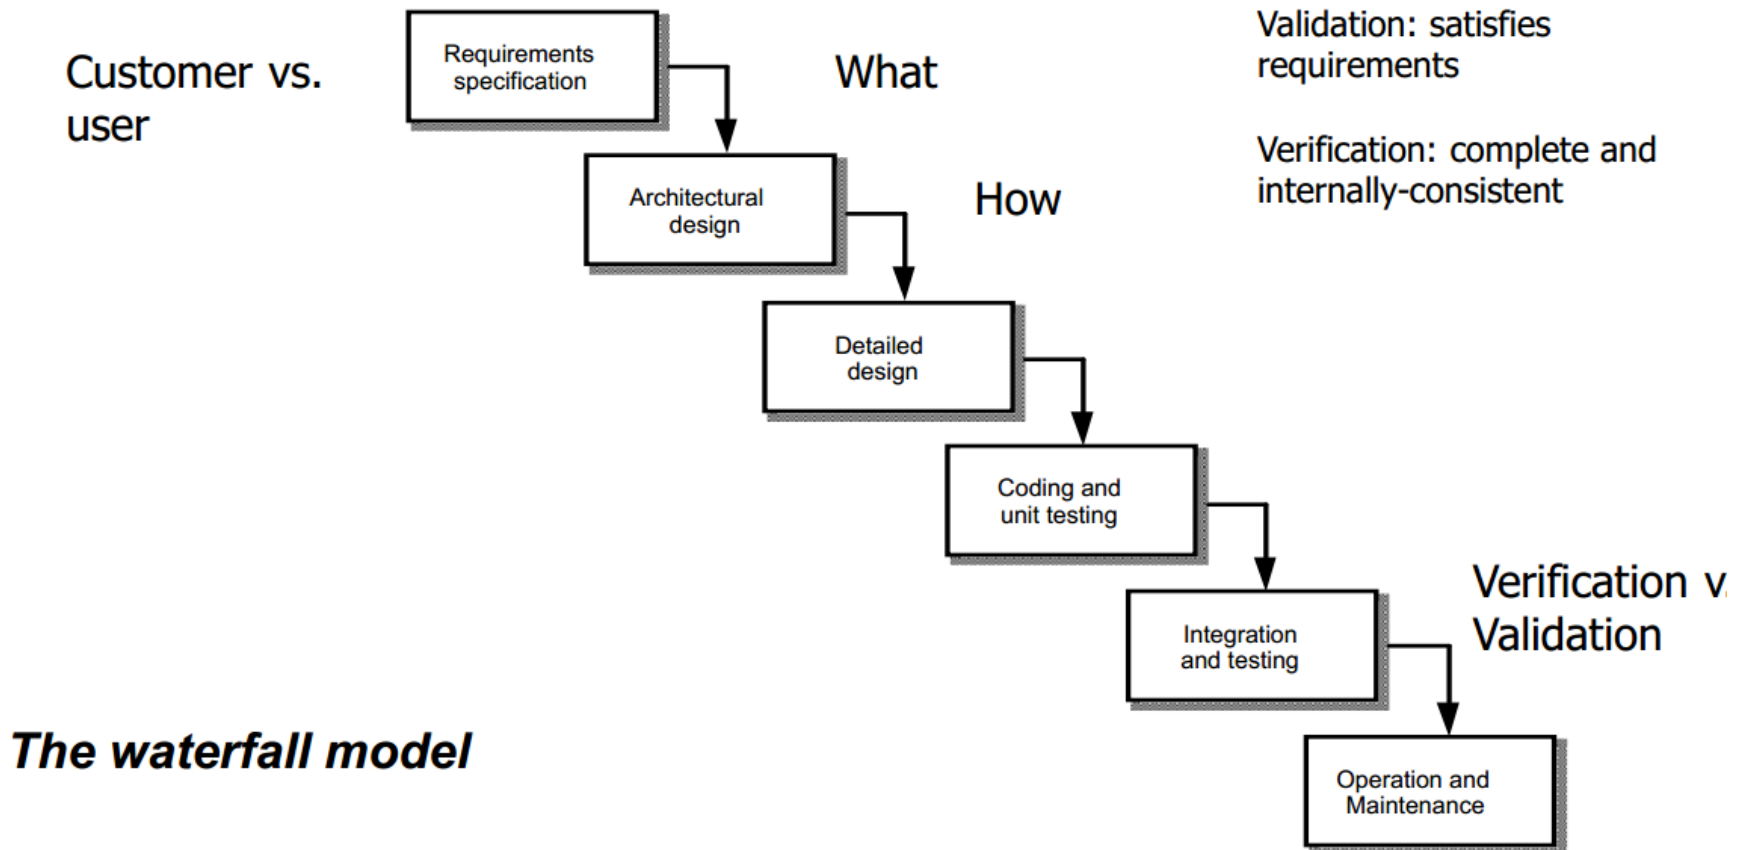 Customer vs.
user
Requirements
specification
What
Validation: satisfies
requirements
Verification: complete and
internally-consistent
Architectural
design
How
Detailed
design
Coding and
unit testing
Integration
and testing
Verification v.
Validation
Operation and
Maintenance
The waterfall model